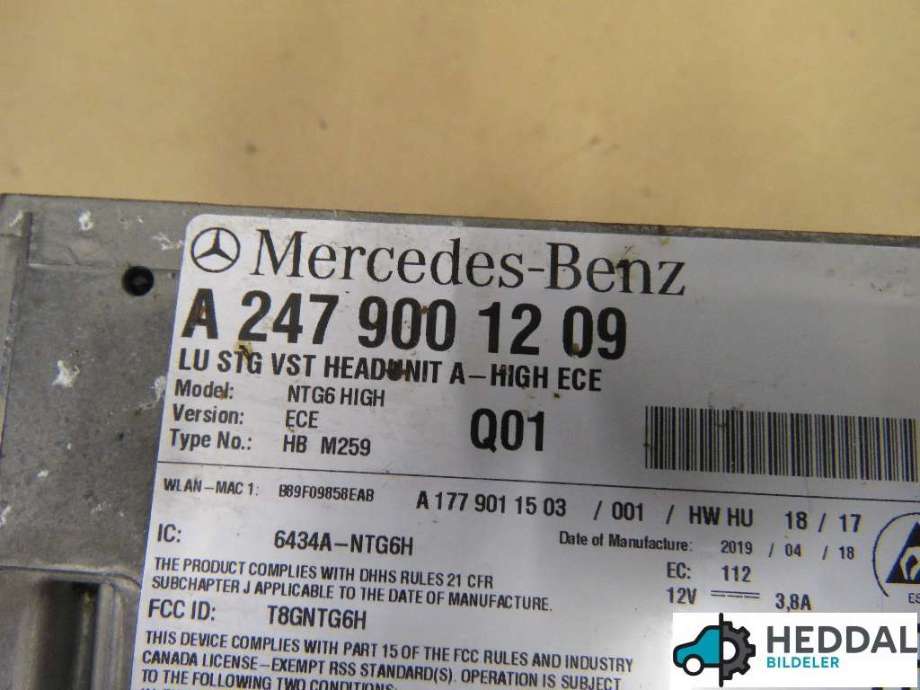 Mercedes-Benz
A 247 900 12 09
LU STG VST HEADUNIT A-HIGH ECE
Model: NTG6 HIGH
Version: ECE
Q01
Type No.: HB M259
WLAN-MAC 1: B89F09858EAB
A 177 901 15 03 / 001 / HW HU 18 / 17
IC: 6434A-NTG6H
Date of Manufacture: 2019 / 04 / 18
THE PRODUCT COMPLIES WITH DHHS RULES 21 CFR
SUBCHAPTER J APPLICABLE TO THE DATE OF MANUFACTURE.
EC: 112
12V 3,8A
FCC ID: T8GNTG6H
THIS DEVICE COMPLIES WITH PART 15 OF THE FCC RULES AND INDUSTRY
CANADA LICENSE-EXEMPT RSS STANDARD(S). OPERATION IS SUBJECT
TO THE FOLLOWING TWO CONDITIONS:
HEDDAL
BILDELER